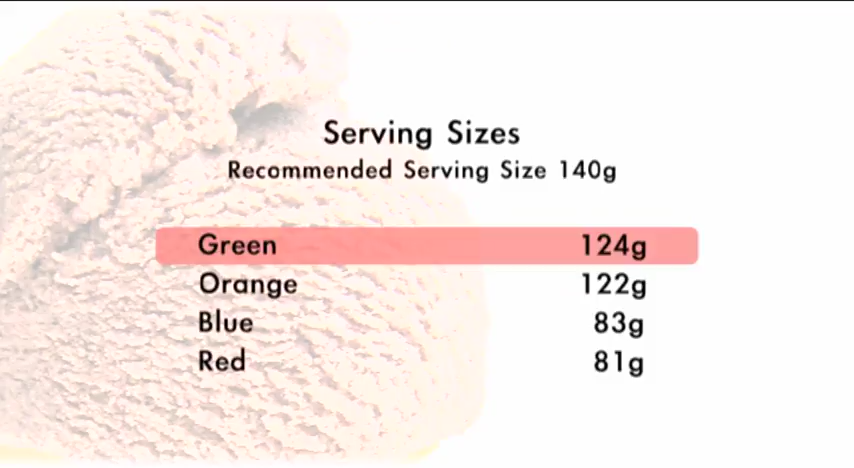 Serving Sizes
Recommended Serving Size 140g
Green 124g
Orange 122g
Blue 83g
Red 81g